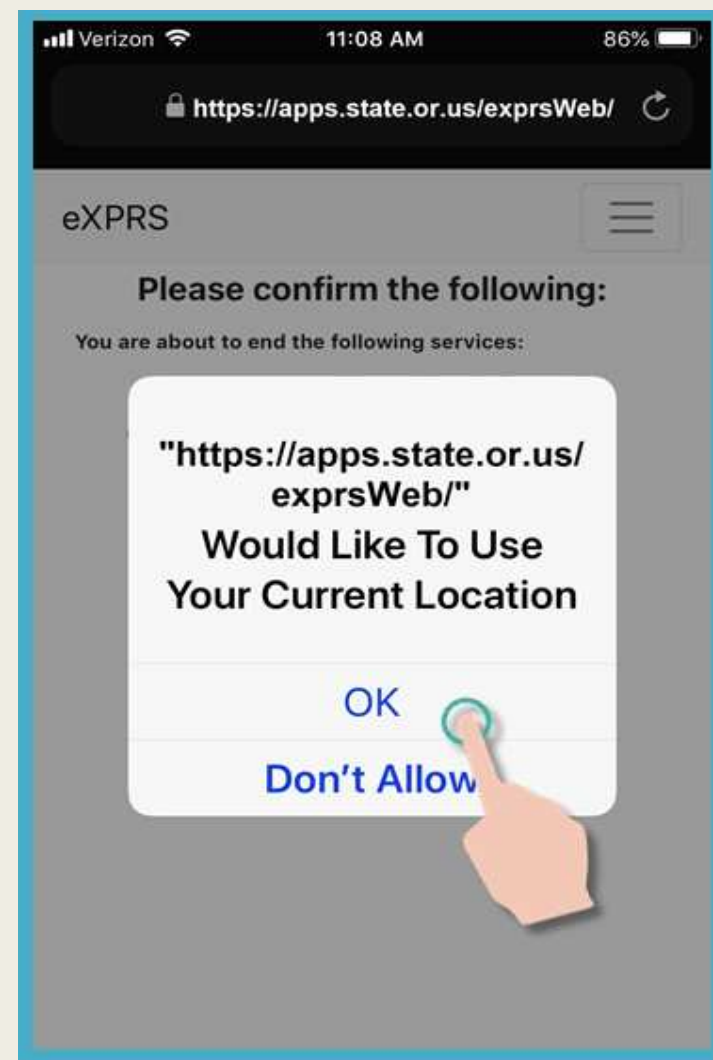 Verizon 11:08 AM 86%
https://apps.state.or.us/exprsWeb/
eXPRS
Please confirm the following:
You are about to end the following services:
"https://apps.state.or.us/
exprsWeb/"
Would Like To Use
Your Current Location
OK
Don't Allow